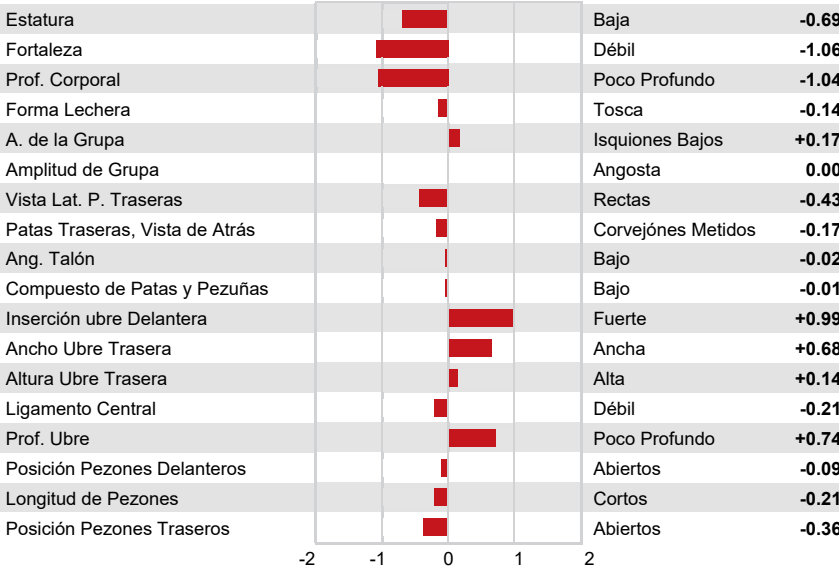 Estatura Baja -0.69
Fortaleza Débil -1.06
Prof. Corporal Poco Profundo -1.04
Forma Lechera Tosca -0.14
A. de la Grupa Isquiones Bajos +0.17
Amplitud de Grupa Angosta 0.00
Vista Lat. P. Traseras Rectas -0.43
Patas Traseras, Vista de Atrás Corvejónes Metidos -0.17
Ang. Talón Bajo -0.02
Compuesto de Patas y Pezuñas Bajo -0.01
Inserción ubre Delantera Fuerte +0.99
Ancho Ubre Trasera Ancha +0.68
Altura Ubre Trasera Alta +0.14
Ligamento Central Débil -0.21
Prof. Ubre Poco Profundo +0.74
Posición Pezones Delanteros Abiertos -0.09
Longitud de Pezones Cortos -0.21
Posición Pezones Traseros Abiertos -0.36
-2 -1 0 1 2